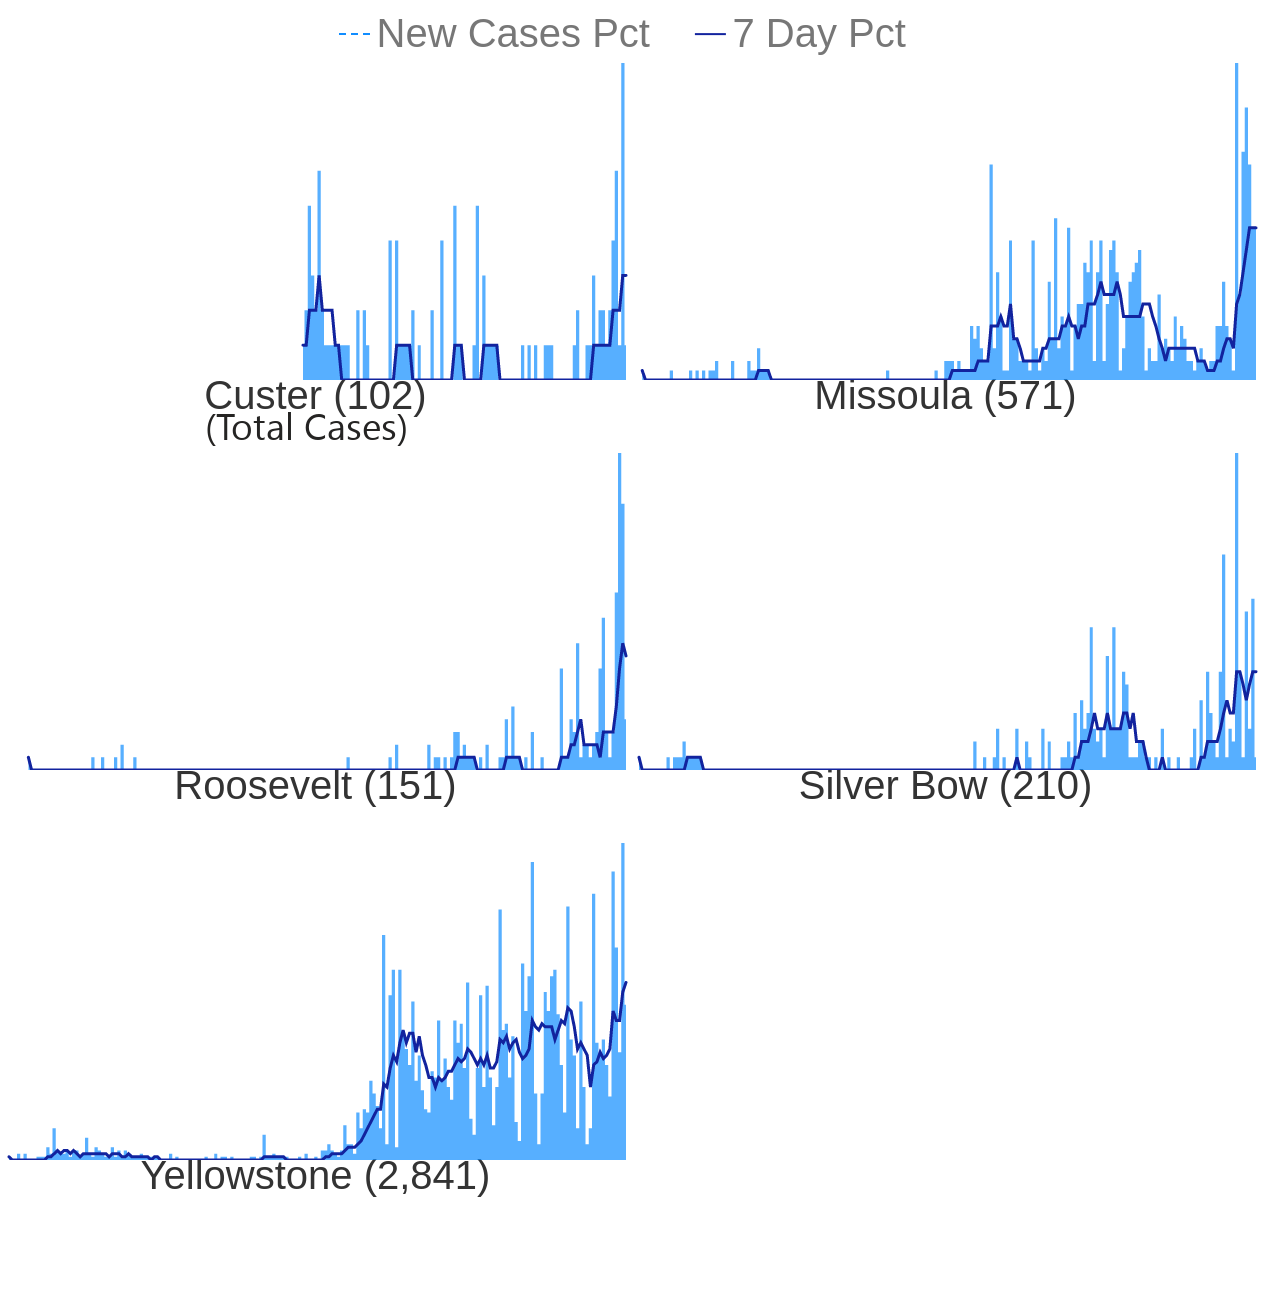 New Cases Pct 7 Day Pct
Custer (102) Missoula (571)
(Total Cases)
Roosevelt (151) Silver Bow (210)
Yellowstone (2,841)